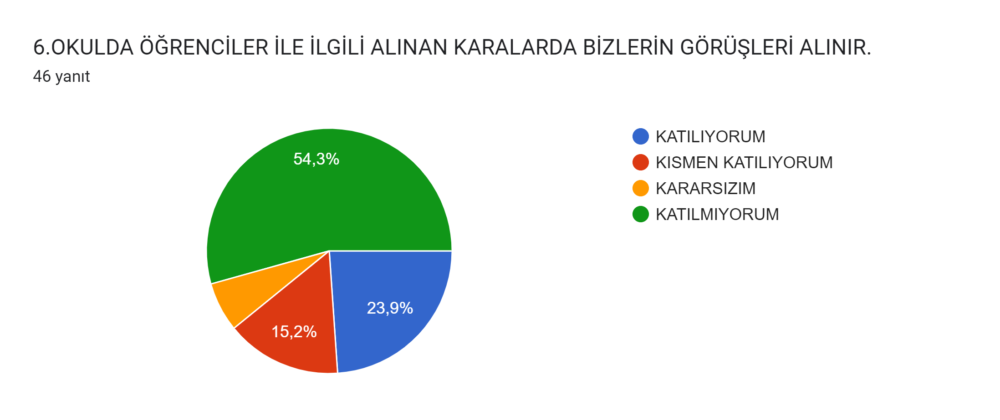 6.OKULDA ÖĞRENCİLER İLE İLGİLİ ALINAN KARALARDA BİZLERİN GÖRÜŞLERİ ALINIR.
46 yanıt
54,3%
23,9%
15,2%
KATILIYORUM
KISMEN KATILIYORUM
KARARSIZIM
KATILMIYORUM